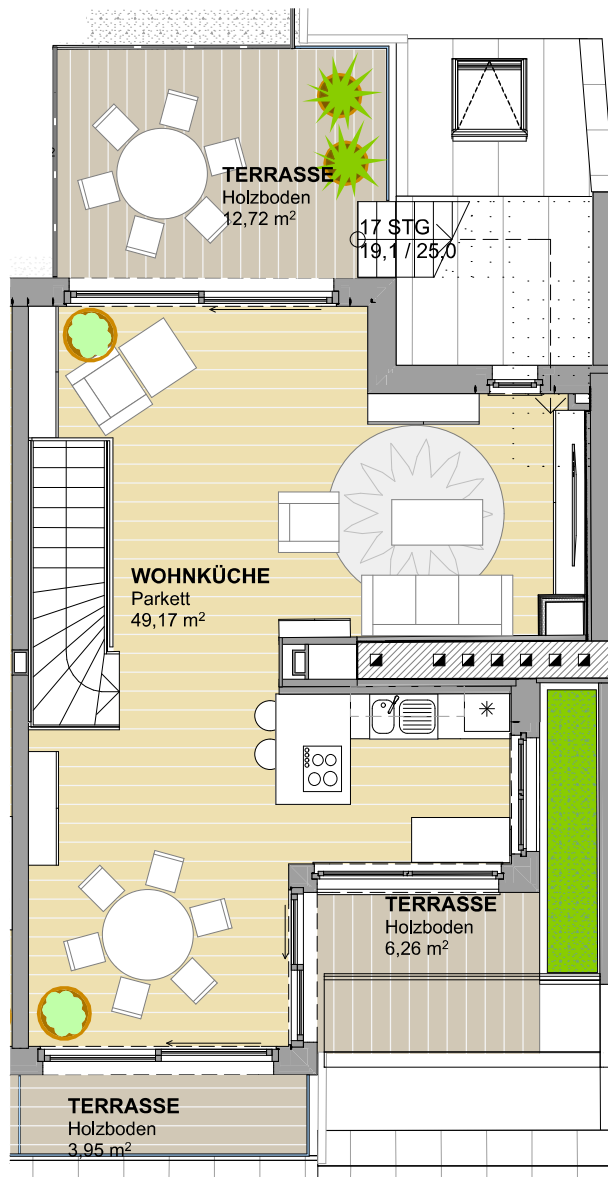 TERRASSE
Holzboden
12,72 m²
17 STG
19,1 / 25.0
WOHNKÜCHE
Parkett
49,17 m²
TERRASSE
Holzboden
6,26 m²
TERRASSE
Holzboden
3,95 m²